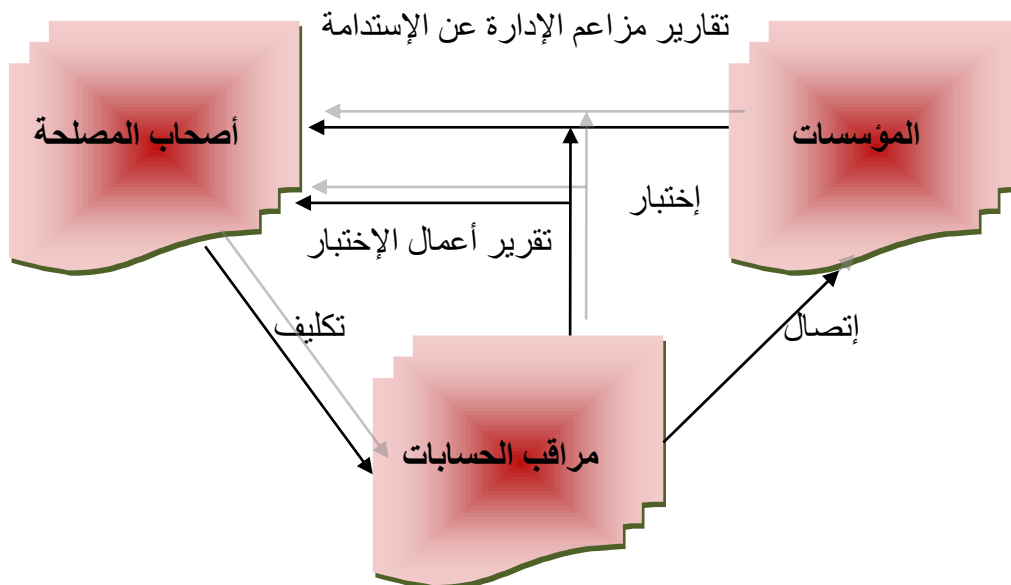 تقارير مزاعم الإدارة عن الإستدامة
المؤسسات
أصحاب المصلحة
إختبار
تقرير أعمال الإختبار
إتصال
تكليف
مراقب الحسابات